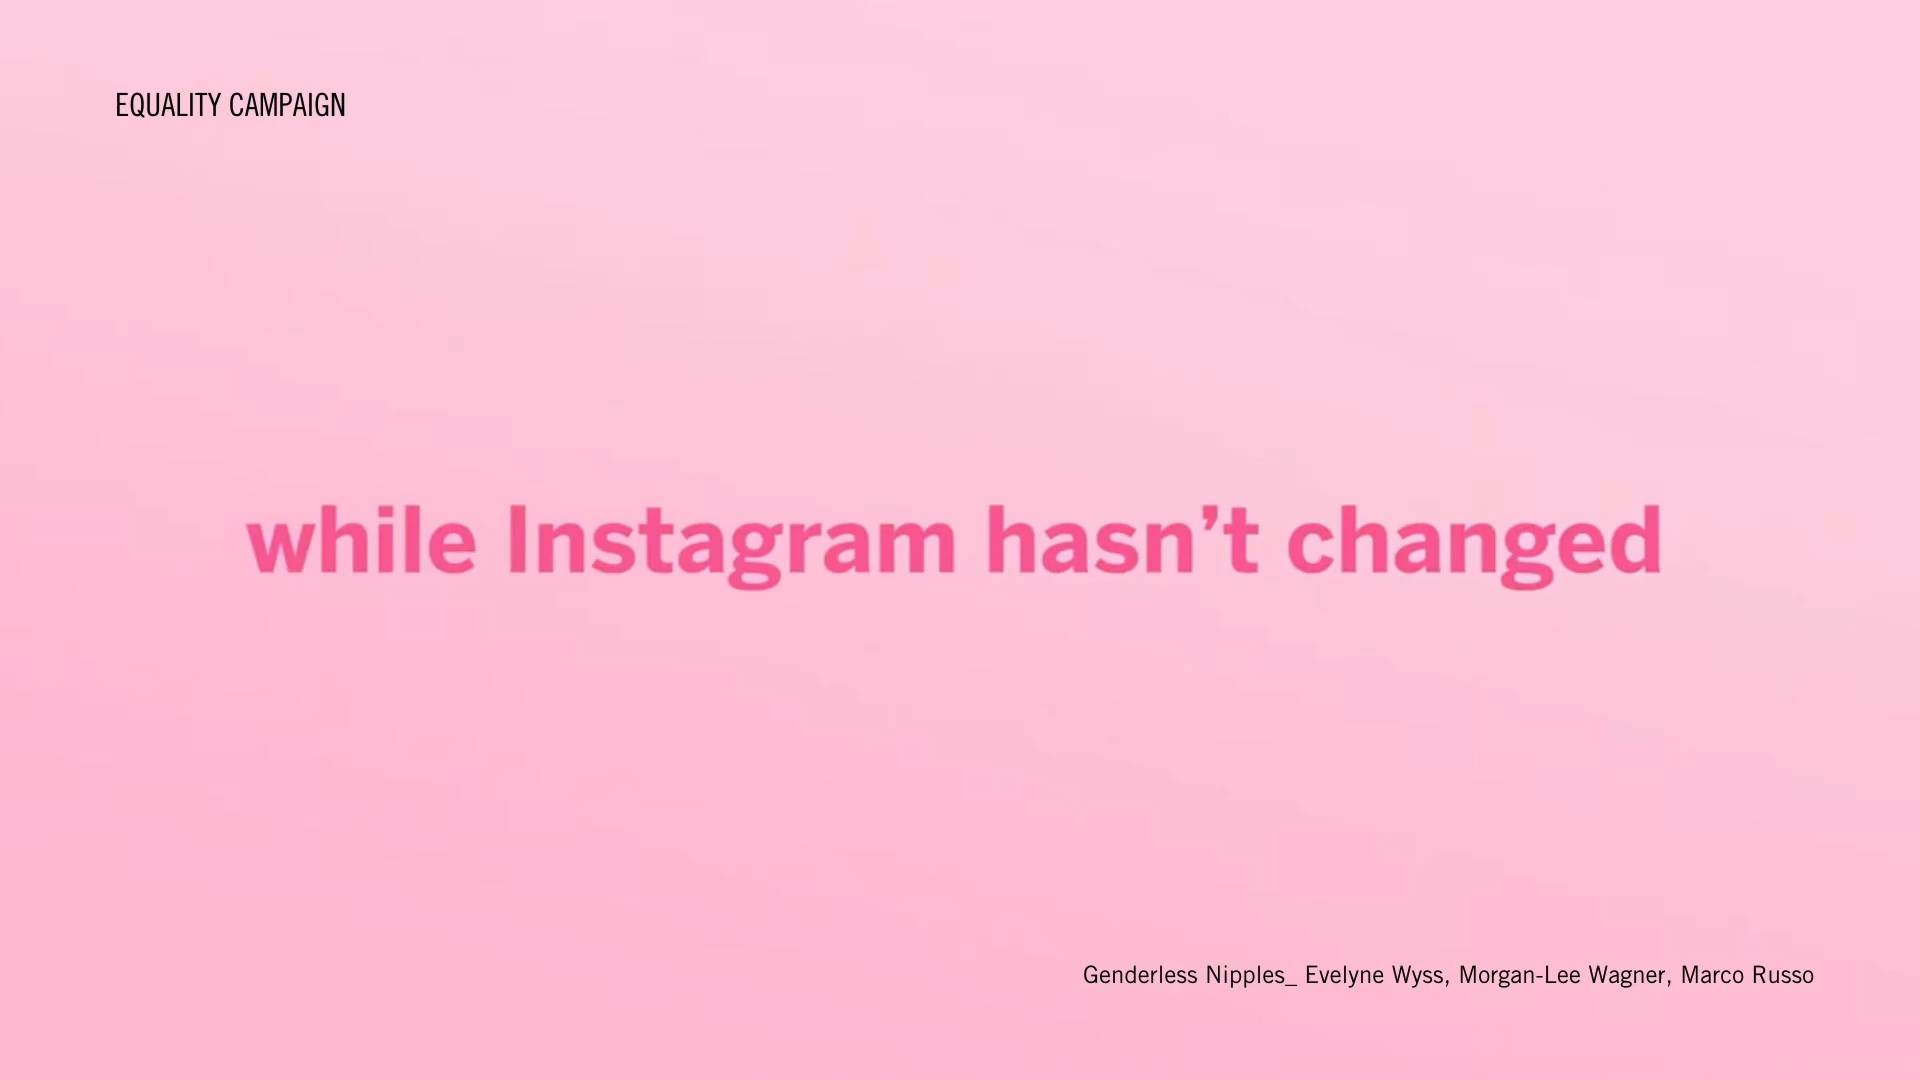 EQUALITY CAMPAIGN
while Instagram hasn’t changed
Genderless Nipples_ Evelyne Wyss, Morgan-Lee Wagner, Marco Russo